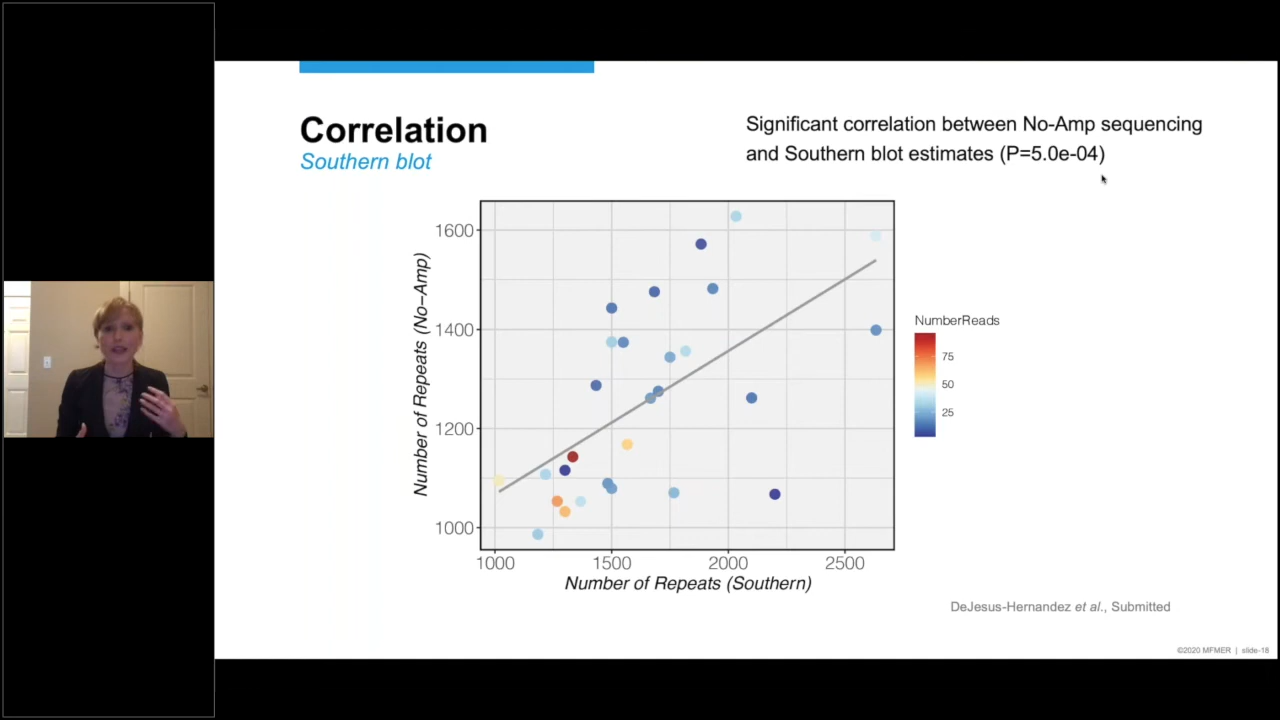 Correlation
Southern blot
Significant correlation between No-Amp sequencing
and Southern blot estimates (P=5.0e-04)
Number of Repeats (No−Amp)
1600
1400
1200
1000
1000 1500 2000 2500
Number of Repeats (Southern)
NumberReads
75
50
25
DeJesus-Hernandez et al., Submitted
©2020 MFMER | slide-18